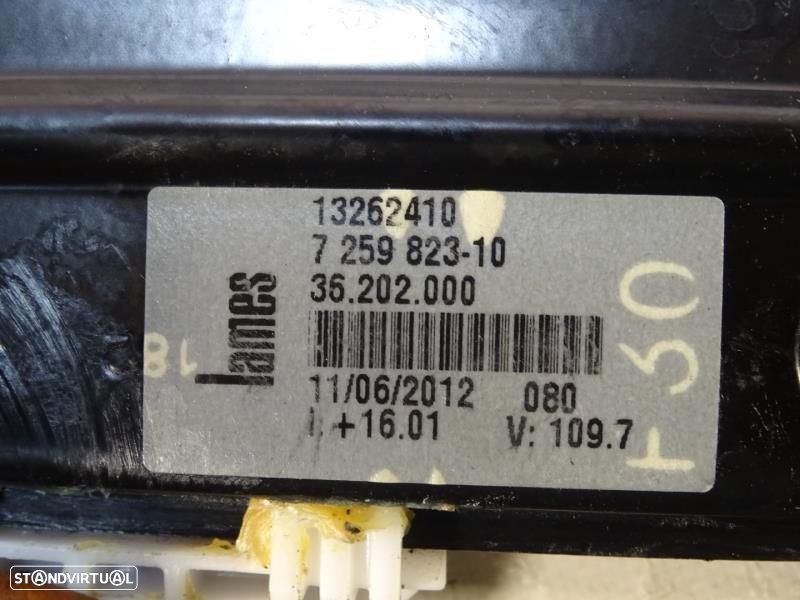 13262410
7 259 823-10
36.202.000
lames
11/06/2012 080
L +16.01 V: 109.7
F30
18
STANDVIRTUAL